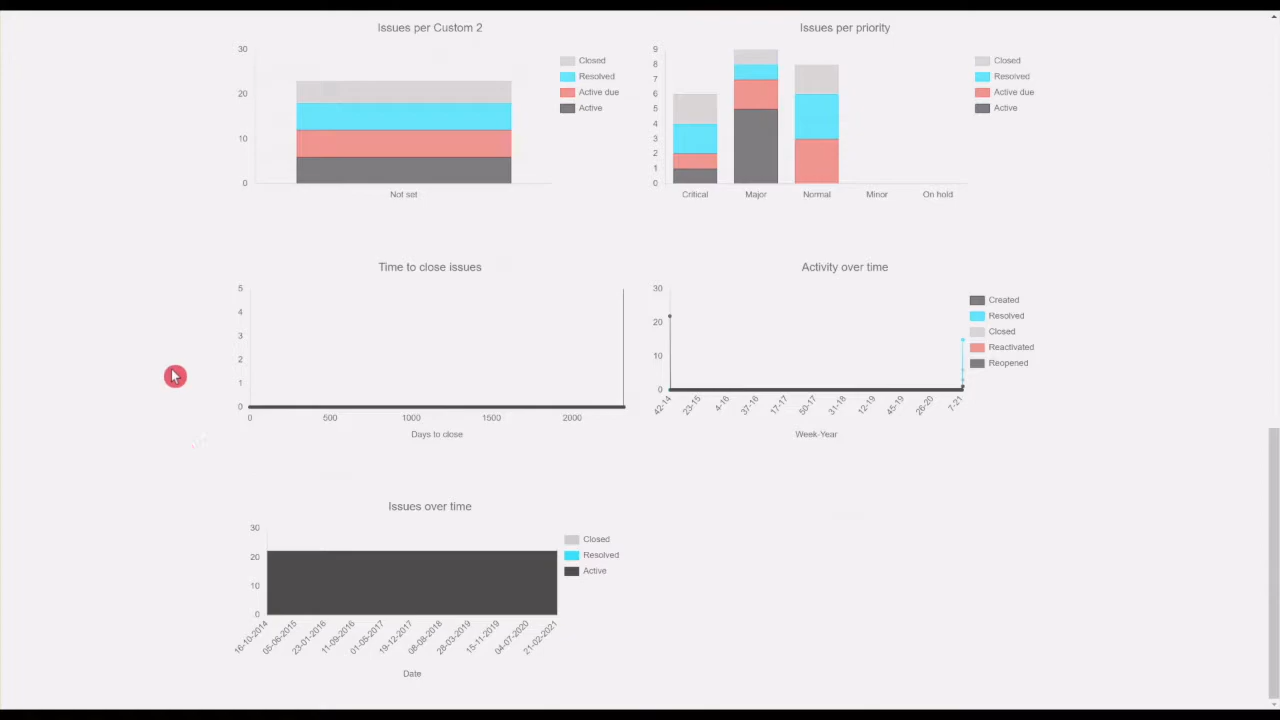 Issues per Custom 2
30
20
10
0
Not set
Closed
Resolved
Active due
Active
Issues per priority
9
8
7
6
5
4
3
2
1
0
Critical Major Normal Minor On hold
Closed
Resolved
Active due
Active
Time to close issues
5
4
3
2
1
0
0 500 1000 1500 2000
Days to close
Activity over time
30
20
10
0
42-14 23-15 4-16 37-16 17-17 50-17 31-18 12-19 45-19 26-20 7-21
Week-Year
Created
Resolved
Closed
Reactivated
Reopened
Issues over time
30
20
10
0
16-10-2014 05-06-2015 23-01-2016 11-09-2016 01-05-2017 19-12-2017 08-08-2018 28-03-2019 15-11-2019 04-07-2020 21-02-2021
Date
Closed
Resolved
Active